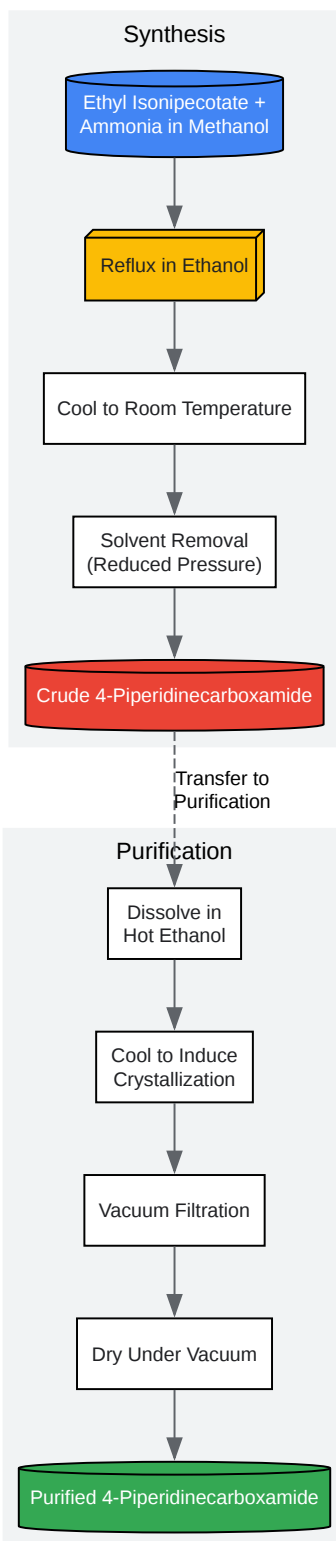 Synthesis
Ethyl Isonipecotate +
Ammonia in Methanol
Reflux in Ethanol
Cool to Room Temperature
Solvent Removal
(Reduced Pressure)
Crude 4-Piperidinecarboxamide
Transfer to
Purification
Purification
Dissolve in
Hot Ethanol
Cool to Induce
Crystallization
Vacuum Filtration
Dry Under Vacuum
Purified 4-Piperidinecarboxamide